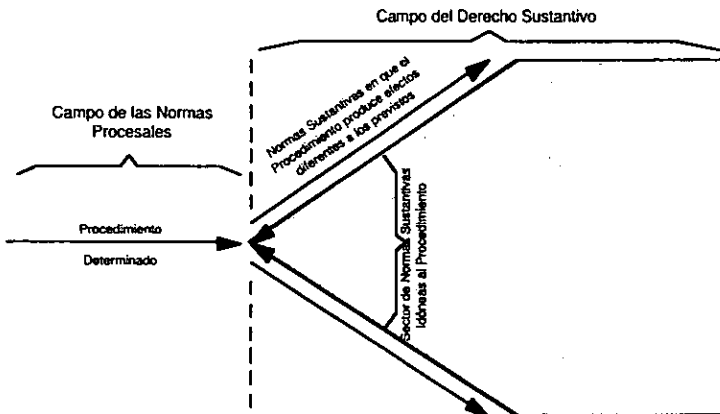 Campo del Derecho Sustantivo
Campo de las Normas
Procesales
Normas Sustantivas en que el
Procedimiento produce efectos
diferentes a los previstos
Procedimiento
Determinado
Sector de Normas Sustantivas
Idóneas al Procedimiento